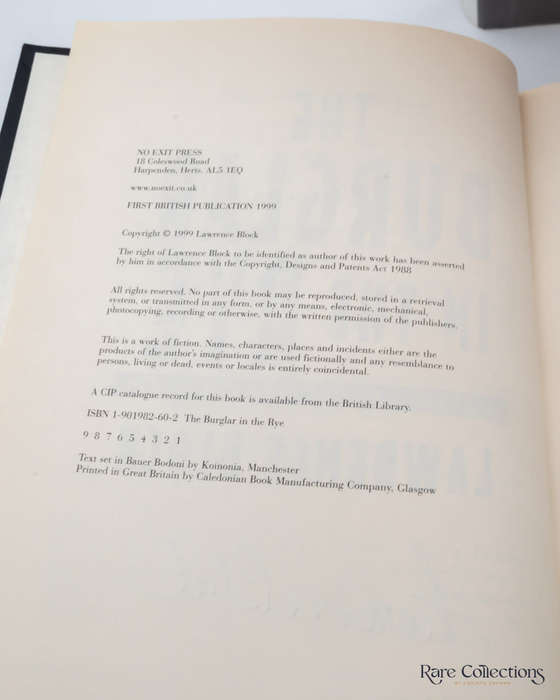 NO EXIT PRESS
18 Coleswood Road
Harpenden, Herts. AL5 1EQ
www.noexit.co.uk
FIRST BRITISH PUBLICATION 1999
Copyright © 1999 Lawrence Block
The right of Lawrence Block to be identified as author of this work has been asserted
by him in accordance with the Copyright, Designs and Patents Act 1988
All rights reserved. No part of this book may be reproduced, stored in a retrieval
system, or transmitted in any form, or by any means, electronic, mechanical,
photocopying, recording or otherwise, with the written permission of the publishers.
This is a work of fiction. Names, characters, places and incidents either are the
products of the author's imagination or are used fictionally and any resemblance to
persons, living or dead, events or locales is entirely coincidental.
A CIP catalogue record for this book is available from the British Library.
ISBN 1-901982-60-2 The Burglar in the Rye
9 8 7 6 5 4 3 2 1
Text set in Bauer Bodoni by Koinonia, Manchester
Printed in Great Britain by Caledonian Book Manufacturing Company, Glasgow
Rare Collections